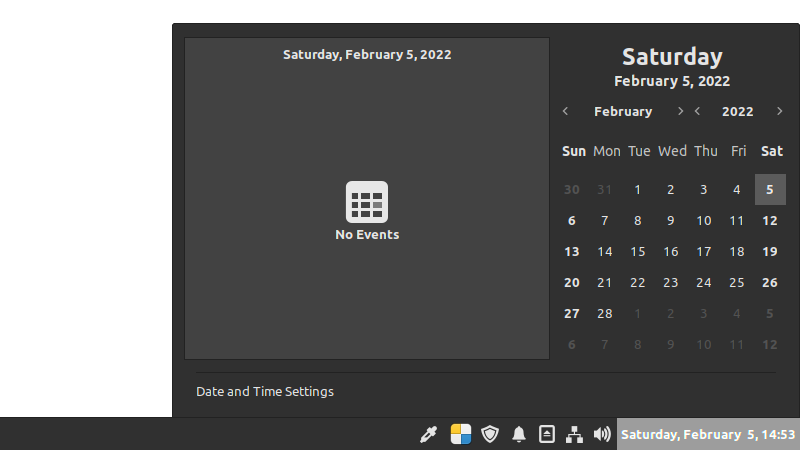 Saturday, February 5, 2022
No Events
Saturday
February 5, 2022
< February > < 2022 >
Sun Mon Tue Wed Thu Fri Sat
30 31 1 2 3 4 5
6 7 8 9 10 11 12
13 14 15 16 17 18 19
20 21 22 23 24 25 26
27 28 1 2 3 4 5
6 7 8 9 10 11 12
Date and Time Settings
Saturday, February  5, 14:53